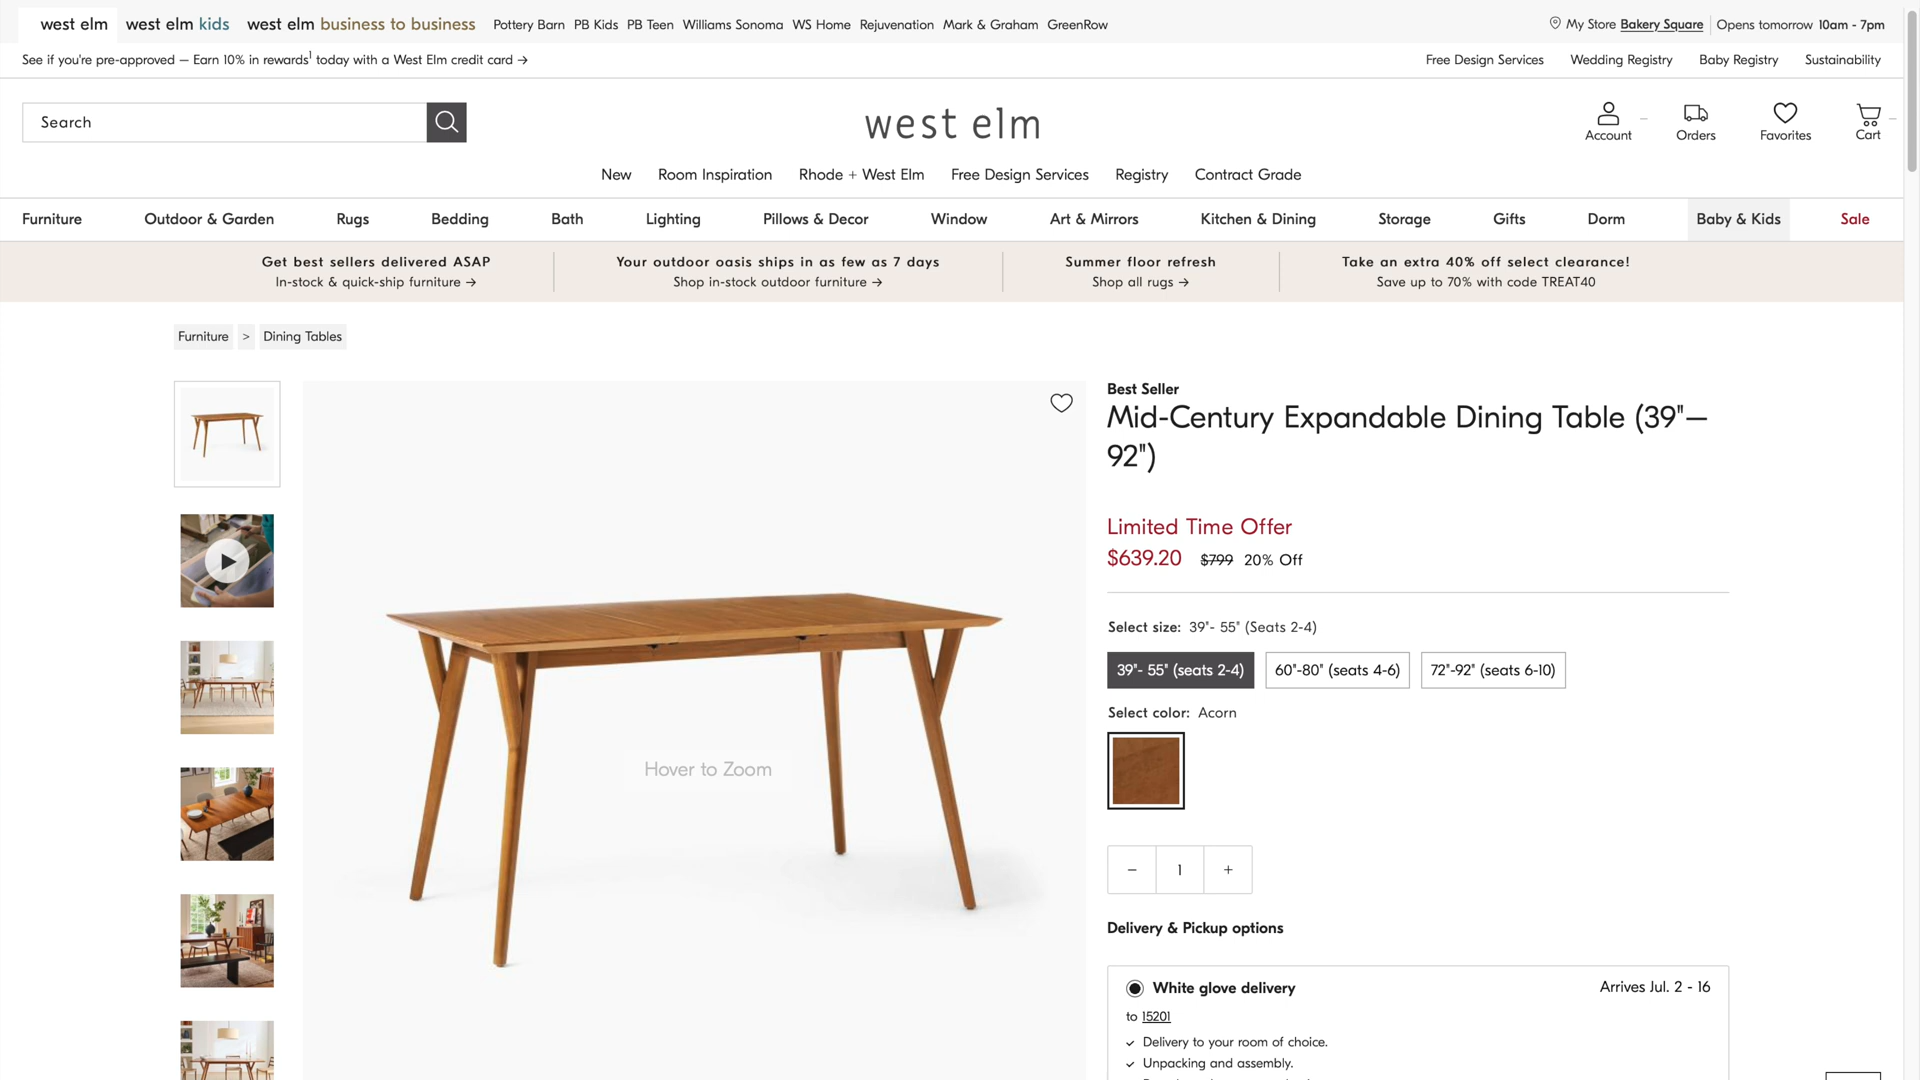 west elm
west elm kids
west elm business to business
Pottery Barn
PB Kids
PB Teen
Williams Sonoma
WS Home
Rejuvenation
Mark & Graham
GreenRow
My Store Bakery Square
Opens tomorrow 10am - 7pm
See if you're pre-approved – Earn 10% in rewards¹ today with a West Elm credit card →
Free Design Services
Wedding Registry
Baby Registry
Sustainability
Search
west elm
Account
Orders
Favorites
Cart
New
Room Inspiration
Rhode + West Elm
Free Design Services
Registry
Contract Grade
Furniture
Outdoor & Garden
Rugs
Bedding
Bath
Lighting
Pillows & Decor
Window
Art & Mirrors
Kitchen & Dining
Storage
Gifts
Dorm
Baby & Kids
Sale
Get best sellers delivered ASAP
In-stock & quick-ship furniture →
Your outdoor oasis ships in as few as 7 days
Shop in-stock outdoor furniture →
Summer floor refresh
Shop all rugs →
Take an extra 40% off select clearance!
Save up to 70% with code TREAT40
Furniture > Dining Tables
Hover to Zoom
Best Seller
Mid-Century Expandable Dining Table (39"–
92")
Limited Time Offer
$639.20 $799 20% Off
Select size: 39"- 55" (Seats 2-4)
39"- 55" (seats 2-4)
60"-80" (seats 4-6)
72"-92" (seats 6-10)
Select color: Acorn
− 1 +
Delivery & Pickup options
White glove delivery
Arrives Jul. 2 - 16
to 15201
Delivery to your room of choice.
Unpacking and assembly.